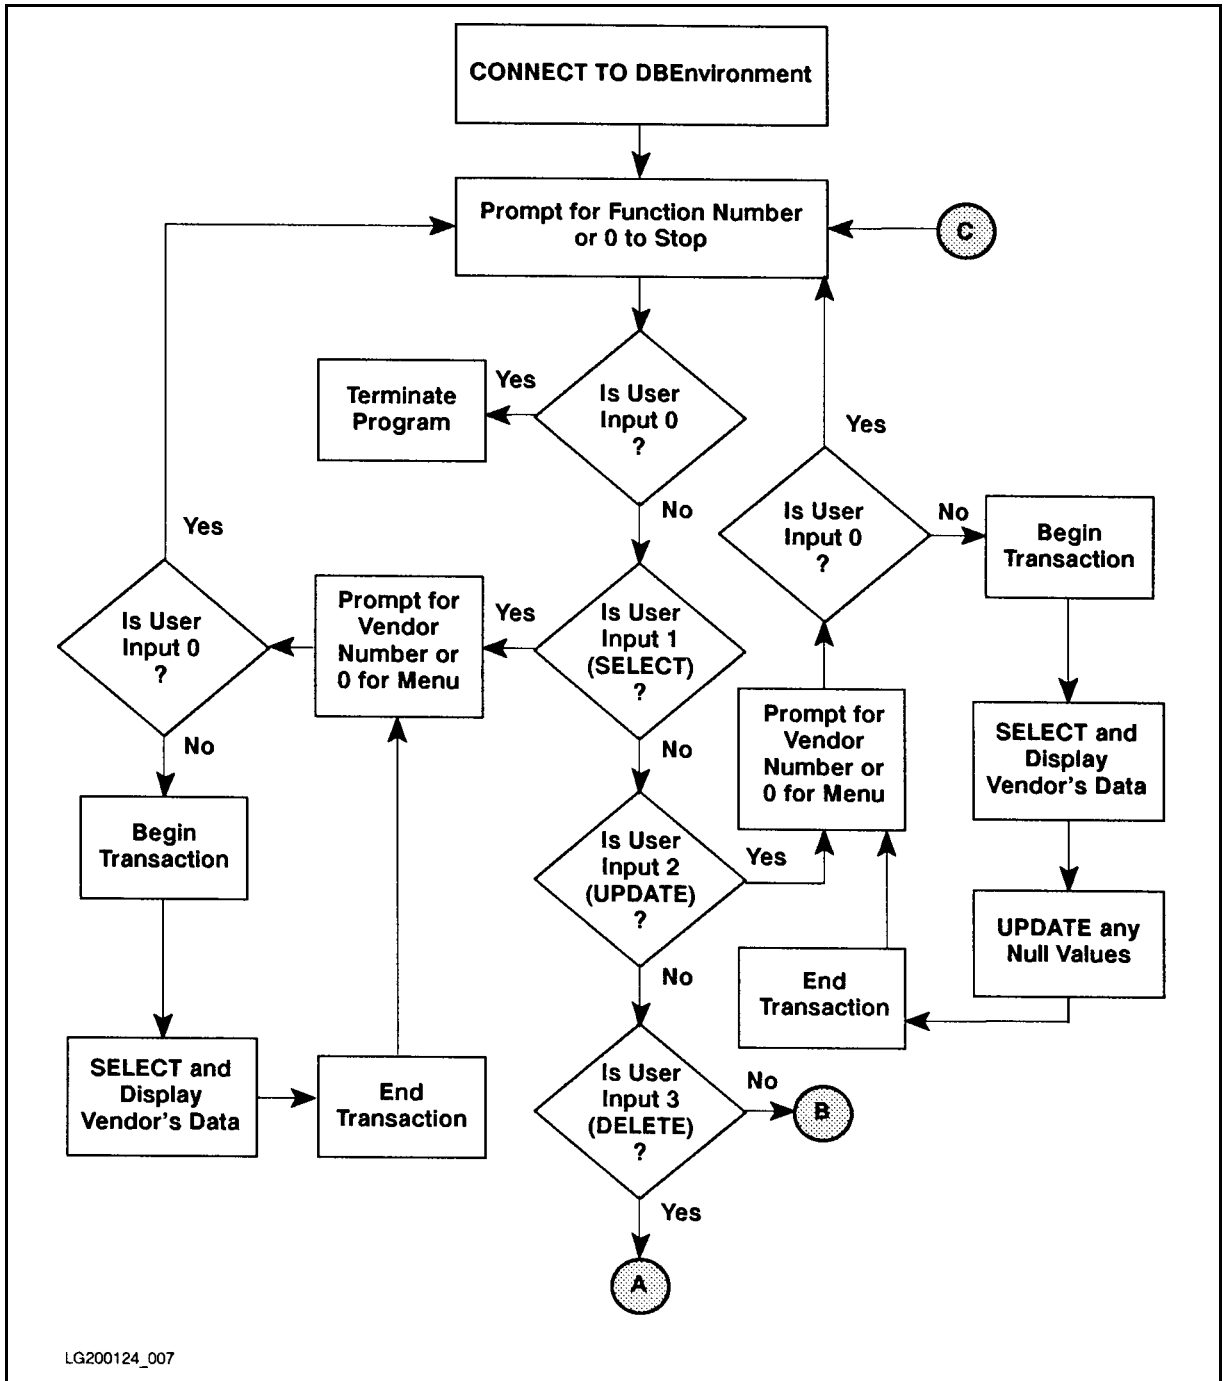 CONNECT TO DBEnvironment
Prompt for Function Number
or 0 to Stop
C
Terminate
Program
Yes
Is User
Input 0
?
No
Yes
Is User
Input 0
?
No
Begin
Transaction
Yes
Is User
Input 0
?
No
Prompt for
Vendor
Number or
0 for Menu
Yes
Is User
Input 1
(SELECT)
?
No
Prompt for
Vendor
Number or
0 for Menu
SELECT and
Display
Vendor's Data
Begin
Transaction
Is User
Input 2
(UPDATE)
?
Yes
No
UPDATE any
Null Values
End
Transaction
SELECT and
Display
Vendor's Data
End
Transaction
Is User
Input 3
(DELETE)
?
No
B
Yes
A
LG200124_007